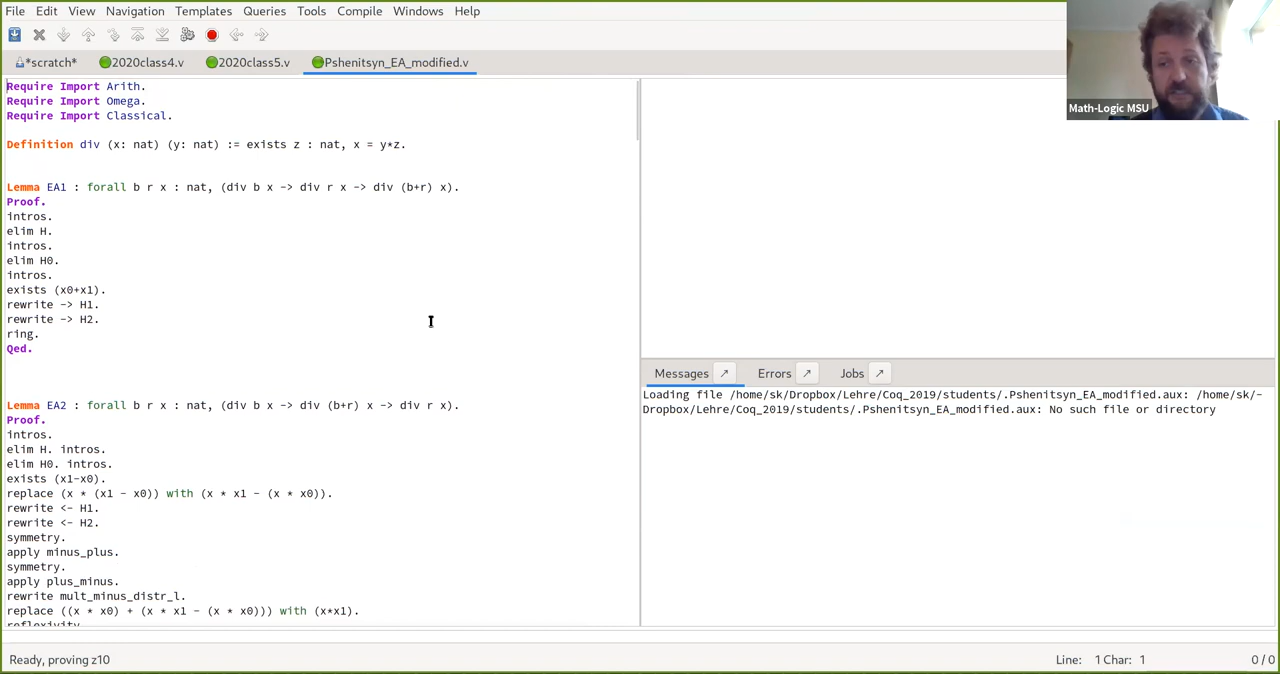 File Edit View Navigation Templates Queries Tools Compile Windows Help
*scratch* 2020class4.v 2020class5.v Pshenitsyn_EA_modified.v
Math-Logic MSU
Require Import Arith.
Require Import Omega.
Require Import Classical.
Definition div (x: nat) (y: nat) := exists z : nat, x = y*z.
Lemma EA1 : forall b r x : nat, (div b x -> div r x -> div (b+r) x).
Proof.
intros.
elim H.
intros.
elim H0.
intros.
exists (x0+x1).
rewrite -> H1.
rewrite -> H2.
ring.
Qed.
Lemma EA2 : forall b r x : nat, (div b x -> div (b+r) x -> div r x).
Proof.
intros.
elim H. intros.
elim H0. intros.
exists (x1-x0).
replace (x * (x1 - x0)) with (x * x1 - (x * x0)).
rewrite <- H1.
rewrite <- H2.
symmetry.
apply minus_plus.
symmetry.
apply plus_minus.
rewrite mult_minus_distr_l.
replace ((x * x0) + (x * x1 - (x * x0))) with (x*x1).
reflexivity.
Messages Errors Jobs
Loading file /home/sk/Dropbox/Lehre/Coq_2019/students/.Pshenitsyn_EA_modified.aux: /home/sk/
Dropbox/Lehre/Coq_2019/students/.Pshenitsyn_EA_modified.aux: No such file or directory
Ready, proving z10
Line: 1 Char: 1
0 / 0